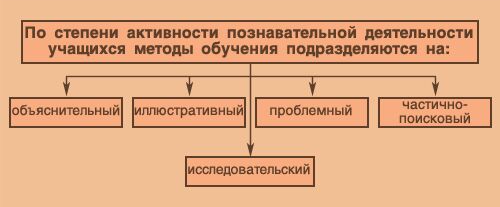 По степени активности познавательной деятельности
учащихся методы обучения подразделяются на:
объяснительный
иллюстративный
проблемный
частично-
поисковый
исследовательский